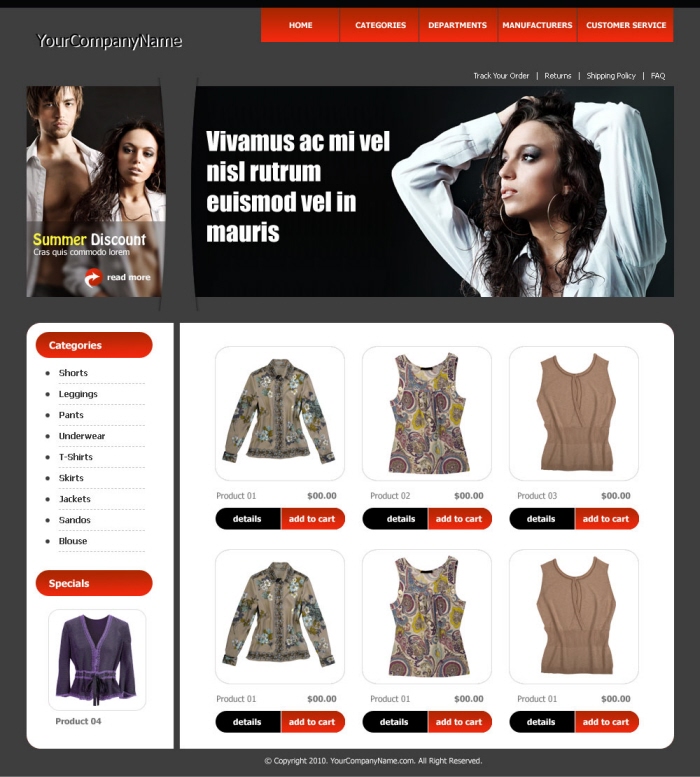 YourCompanyName
HOME
CATEGORIES
DEPARTMENTS
MANUFACTURERS
CUSTOMER SERVICE
Track Your Order | Returns | Shipping Policy | FAQ
Summer Discount
Cras quis commodo lorem
read more
Vivamus ac mi vel
nisl rutrum
euismod vel in
mauris
Categories
Shorts
Leggings
Pants
Underwear
T-Shirts
Skirts
Jackets
Sandos
Blouse
Specials
Product 04
Product 01 $00.00
details add to cart
Product 02 $00.00
details add to cart
Product 03 $00.00
details add to cart
Product 01 $00.00
details add to cart
Product 01 $00.00
details add to cart
Product 01 $00.00
details add to cart
© Copyright 2010. YourCompanyName.com. All Right Reserved.